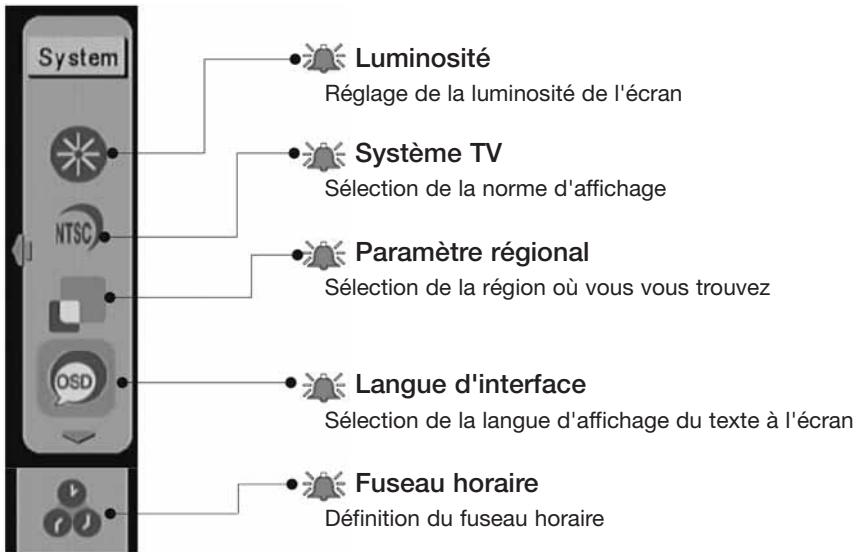 System
Luminosité
Réglage de la luminosité de l'écran
NTSC
Système TV
Sélection de la norme d'affichage
Paramètre régional
Sélection de la région où vous vous trouvez
OSD
Langue d'interface
Sélection de la langue d'affichage du texte à l'écran
Fuseau horaire
Définition du fuseau horaire